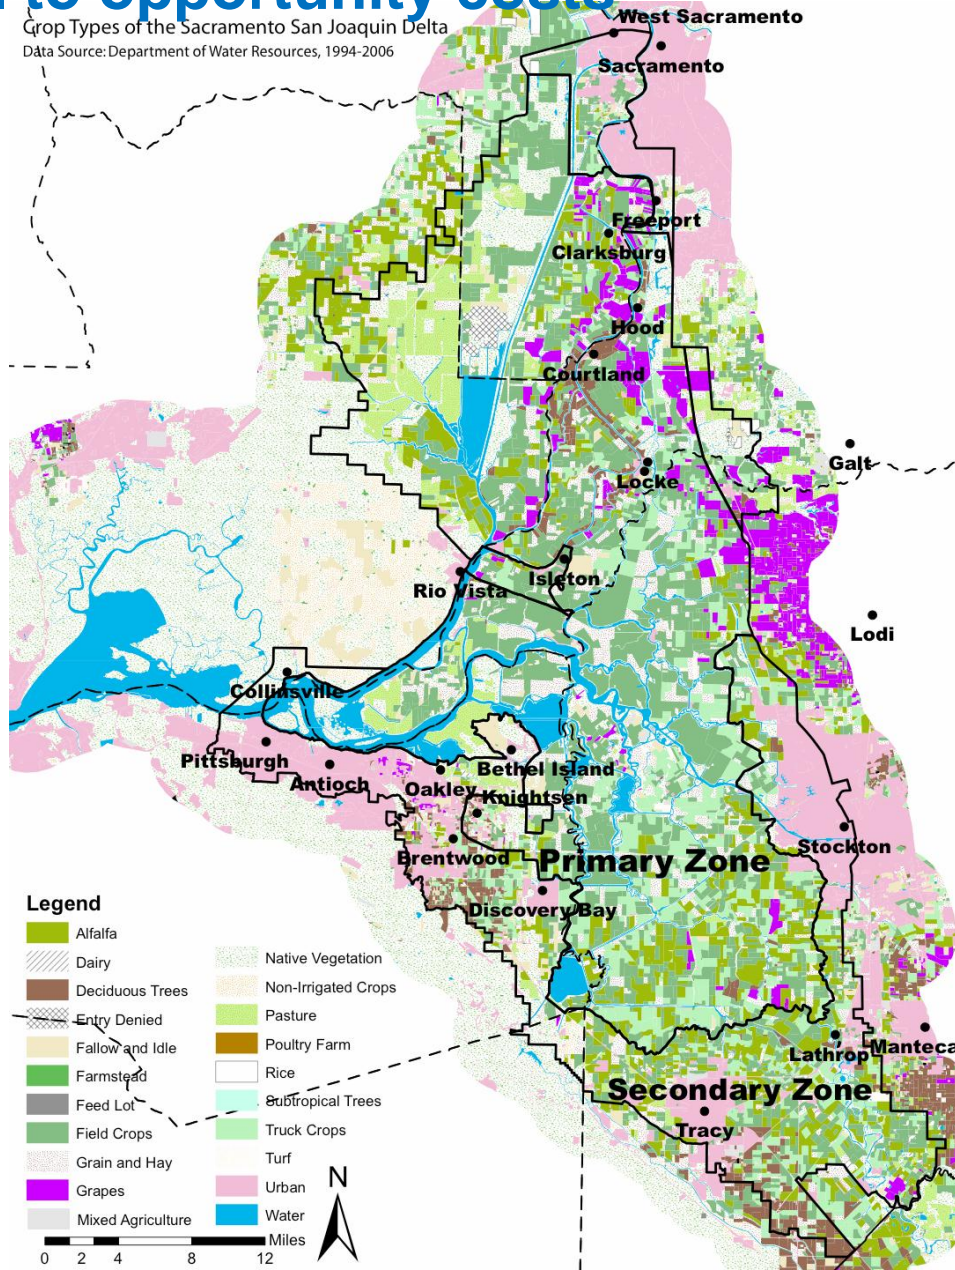 to opportunity costs
Crop Types of the Sacramento San Joaquin Delta
Data Source: Department of Water Resources, 1994-2006
West Sacramento
Sacramento
Freeport
Clarksburg
Hood
Courtland
Galt
Locke
Isleton
Rio Vista
Lodi
Collinsville
Pittsburgh
Antioch
Bethel Island
Oakley
Knightsen
Stockton
Brentwood
Primary Zone
Discovery Bay
Lathrop
Manteca
Secondary Zone
Tracy
Legend
Alfalfa
Dairy
Deciduous Trees
Entry Denied
Fallow and Idle
Farmstead
Feed Lot
Field Crops
Grain and Hay
Grapes
Mixed Agriculture
Native Vegetation
Non-Irrigated Crops
Pasture
Poultry Farm
Rice
Subtropical Trees
Truck Crops
Turf
Urban
Water
N
Miles
0 2 4 8 12